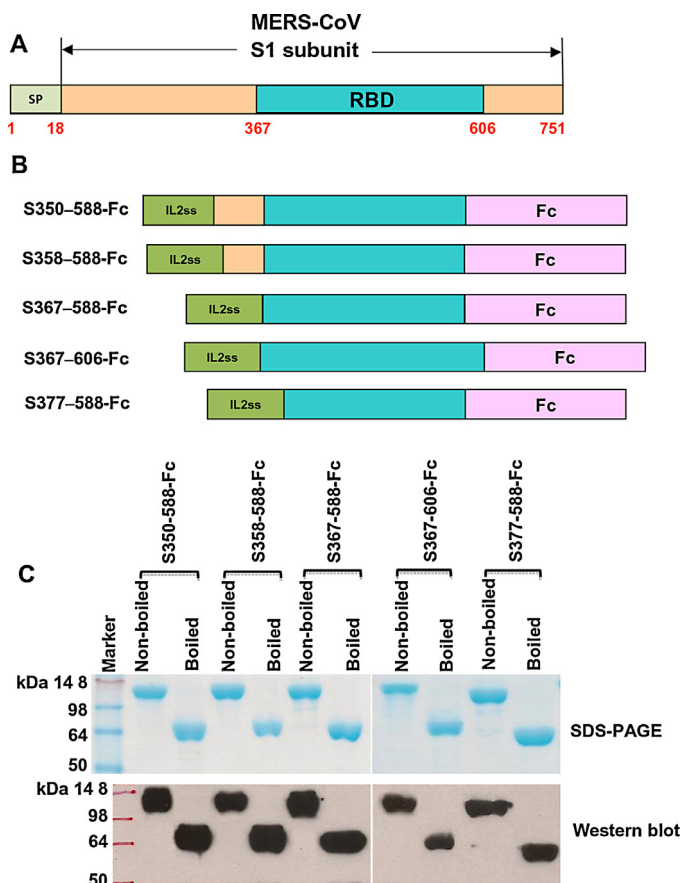 MERS-CoV
A
S1 subunit
SP
RBD
1
18
367
606
751
B
S350–588-Fc
IL2ss
Fc
S358–588-Fc
IL2ss
Fc
S367–588-Fc
IL2ss
Fc
S367–606-Fc
IL2ss
Fc
S377–588-Fc
IL2ss
Fc
C
S350-588-Fc
S358-588-Fc
S367-588-Fc
S367-606-Fc
S377-588-Fc
Marker
Non-boiled
Boiled
Non-boiled
Boiled
Non-boiled
Boiled
Non-boiled
Boiled
Non-boiled
Boiled
kDa 14 8
98
64
50
SDS-PAGE
kDa 14 8
98
64
50
Western blot